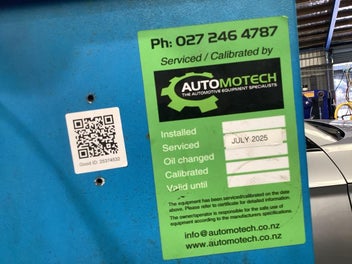 Ph: 027 246 4787
Serviced / Calibrated by
AUTOMOTECH
THE AUTOMOTIVE EQUIPMENT SPECIALISTS
Installed
Serviced JULY 2025
Oil changed
Calibrated
Valid until
The equipment has been serviced/calibrated on the date
above. Please refer to certificate for detailed information.
The owner/operator is responsible for the safe use of
equipment according to the manufacturers specifications.
info@automotech.co.nz
www.automotech.co.nz